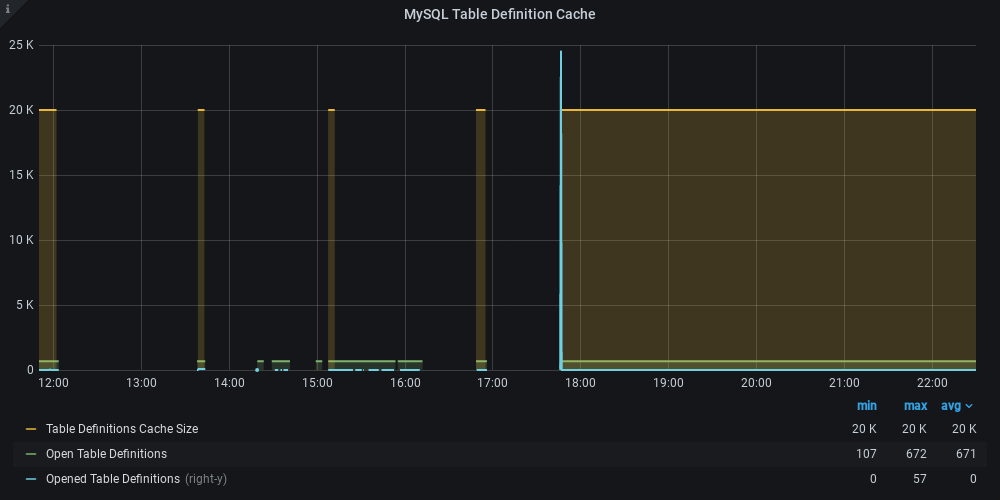 i
MySQL Table Definition Cache
25 K
20 K
15 K
10 K
5 K
0
12:00 13:00 14:00 15:00 16:00 17:00 18:00 19:00 20:00 21:00 22:00
min max avg
Table Definitions Cache Size 20 K 20 K 20 K
Open Table Definitions 107 672 671
Opened Table Definitions (right-y) 0 57 0